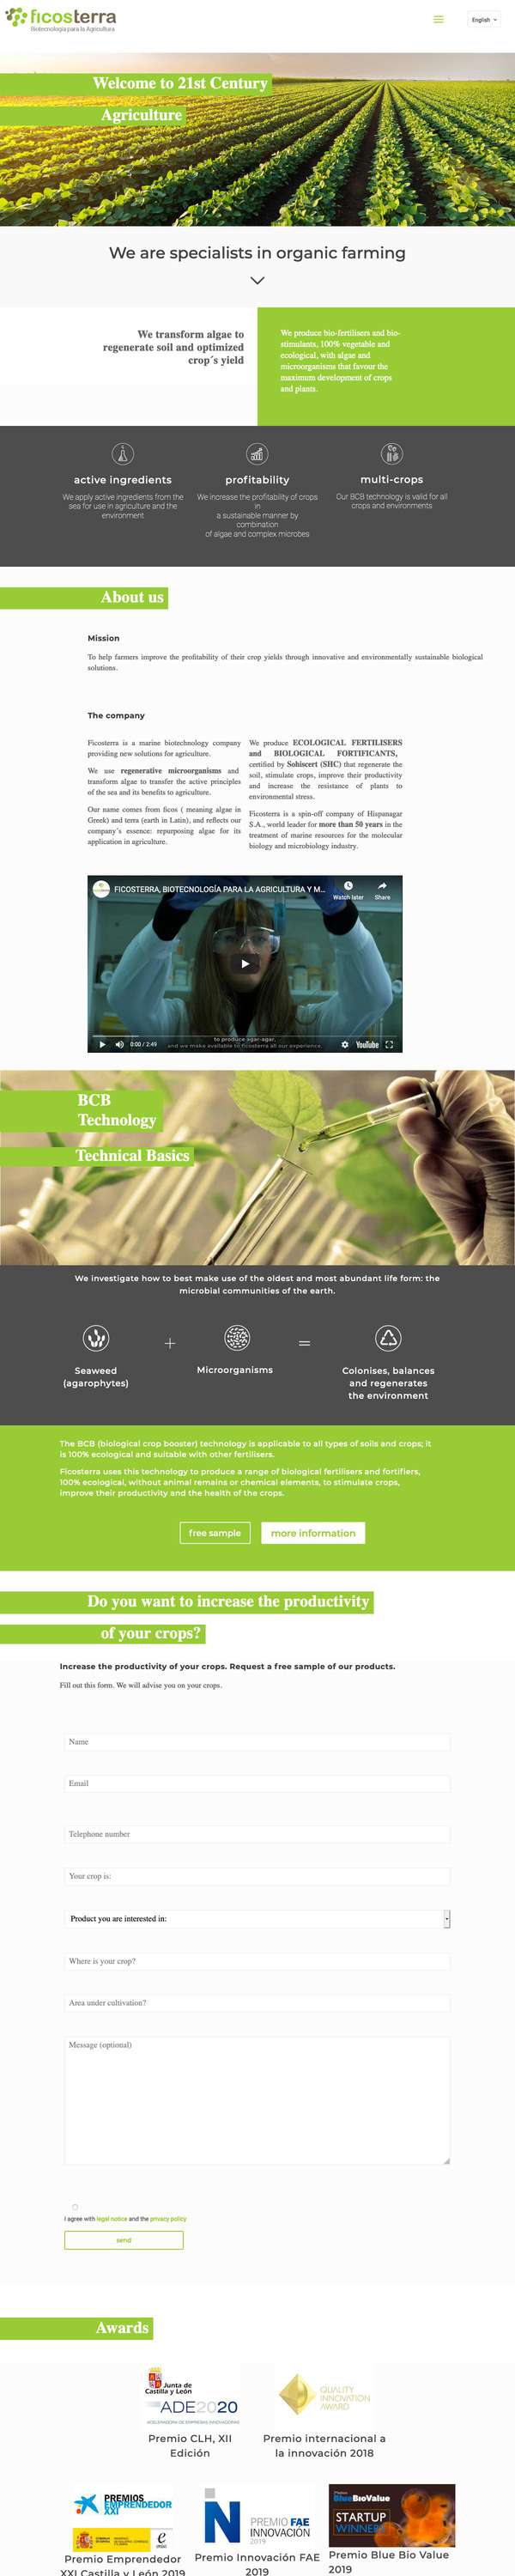 ficosterra
Biotecnología para la Agricultura
English
Welcome to 21st Century
Agriculture
We are specialists in organic farming
We transform algae to
regenerate soil and optimized
crop´s yield
We produce bio-fertilisers and bio-
stimulants, 100% vegetable and
ecological, with algae and
microorganisms that favour the
maximum development of crops
and plants.
active ingredients
We apply active ingredients from the
sea for use in agriculture and the
environment
profitability
We increase the profitability of crops
in
a sustainable manner by
combination
of algae and complex microbes
multi-crops
Our BCB technology is valid for all
crops and environments
About us
Mission
To help farmers improve the profitability of their crop yields through innovative and environmentally sustainable biological
solutions.
The company
Ficosterra is a marine biotechnology company
providing new solutions for agriculture.
We use regenerative microorganisms and
transform algae to transfer the active principles
of the sea and its benefits to agriculture.
Our name comes from ficos ( meaning algae in
Greek) and terra (earth in Latin), and reflects our
company´s essence: repurposing algae for its
application in agriculture.
We produce ECOLOGICAL FERTILISERS
and BIOLOGICAL FORTIFICANTS,
certified by Sohiscert (SHC) that regenerate the
soil, stimulate crops, improve their productivity
and increase the resistance of plants to
environmental stress.
Ficosterra is a spin-off company of Hispanagar
S.A., world leader for more than 50 years in the
treatment of marine resources for the molecular
biology and microbiology industry.
FICOSTERRA, BIOTECNOLOGÍA PARA LA AGRICULTURA Y M...
Watch later
Share
to produce agar-agar,
and we make available to ficosterra all our experience.
0:00 / 2:49
YouTube
BCB
Technology
Technical Basics
We investigate how to best make use of the oldest and most abundant life form: the
microbial communities of the earth.
Seaweed
(agarophytes)
+
Microorganisms
=
Colonises, balances
and regenerates
the environment
The BCB (biological crop booster) technology is applicable to all types of soils and crops; it
is 100% ecological and suitable with other fertilisers.
Ficosterra uses this technology to produce a range of biological fertilises and fortifiers,
100% ecological, without animal remains or chemical elements, to stimulate crops,
improve their productivity and the health of the crops.
free sample
more information
Do you want to increase the productivity
of your crops?
Increase the productivity of your crops. Request a free sample of our products.
Fill out this form. We will advise you on your crops.
Name
Email
Telephone number
Your crop is:
Product you are interested in:
Where is your crop?
Area under cultivation?
Message (optional)
I agree with legal notice and the privacy policy
send
Awards
Junta de
Castilla y León
ADE2020
ACELERADORA DE EMPRESAS INNOVADORAS
Premio CLH, XII
Edición
QUALITY
INNOVATION
AWARD
Premio internacional a
la innovación 2018
PREMIOS
EMPRENDEDOR
XXI
Premio Emprendedor
XXI Castilla y León 2019
N
PREMIO FAE
INNOVACIÓN
2019
Premio Innovación FAE
2019
BlueBioValue
STARTUP
WINNERS
Premio Blue Bio Value
2019